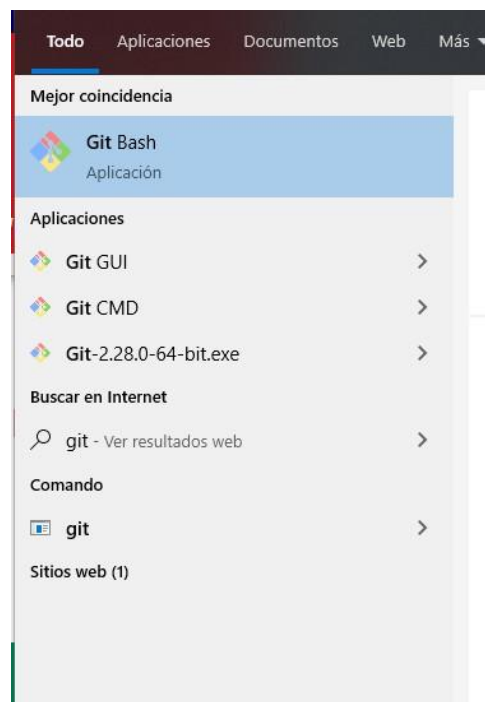 Todo Aplicaciones Documentos Web Más
Mejor coincidencia
Git Bash
Aplicación
Aplicaciones
Git GUI
Git CMD
Git-2.28.0-64-bit.exe
Buscar en Internet
git - Ver resultados web
Comando
git
Sitios web (1)